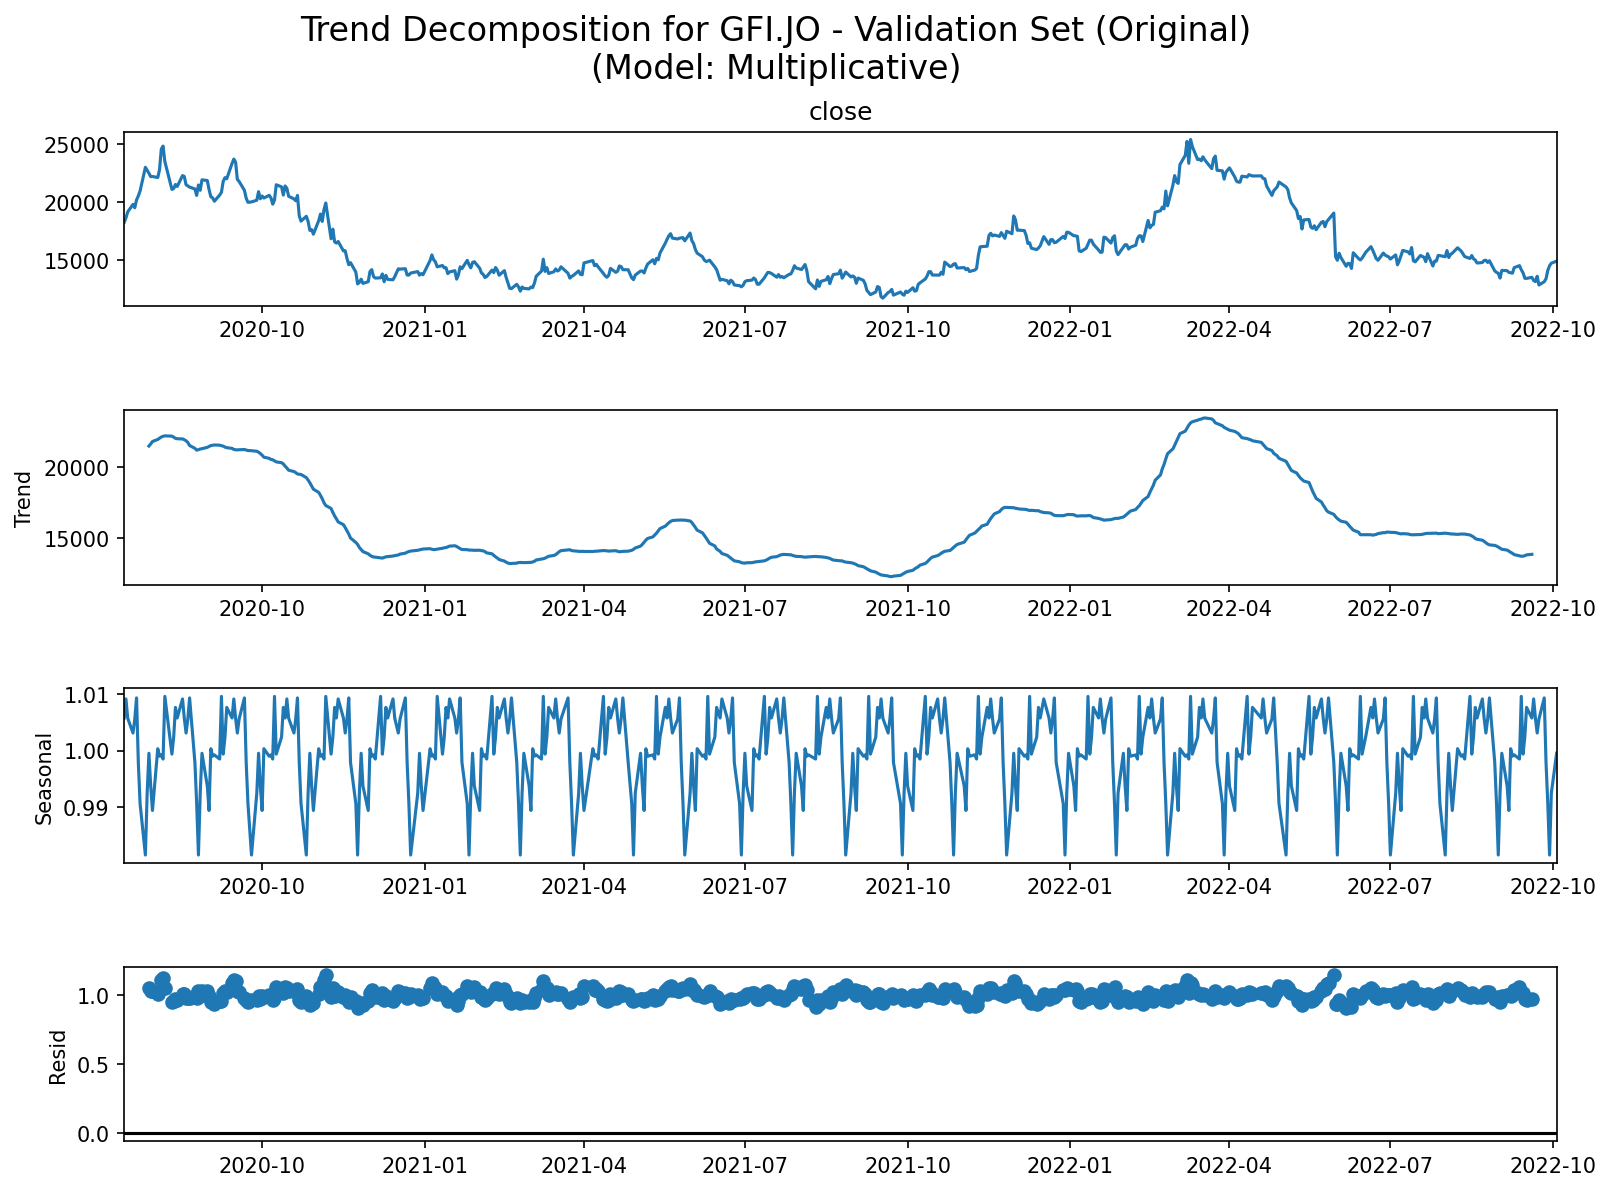 Trend Decomposition for GFI.JO - Validation Set (Original)
(Model: Multiplicative)
close
25000
20000
15000
2020-10 2021-01 2021-04 2021-07 2021-10 2022-01 2022-04 2022-07 2022-10
Trend
20000
15000
2020-10 2021-01 2021-04 2021-07 2021-10 2022-01 2022-04 2022-07 2022-10
Seasonal
1.01
1.00
0.99
2020-10 2021-01 2021-04 2021-07 2021-10 2022-01 2022-04 2022-07 2022-10
Resid
1.0
0.5
0.0
2020-10 2021-01 2021-04 2021-07 2021-10 2022-01 2022-04 2022-07 2022-10